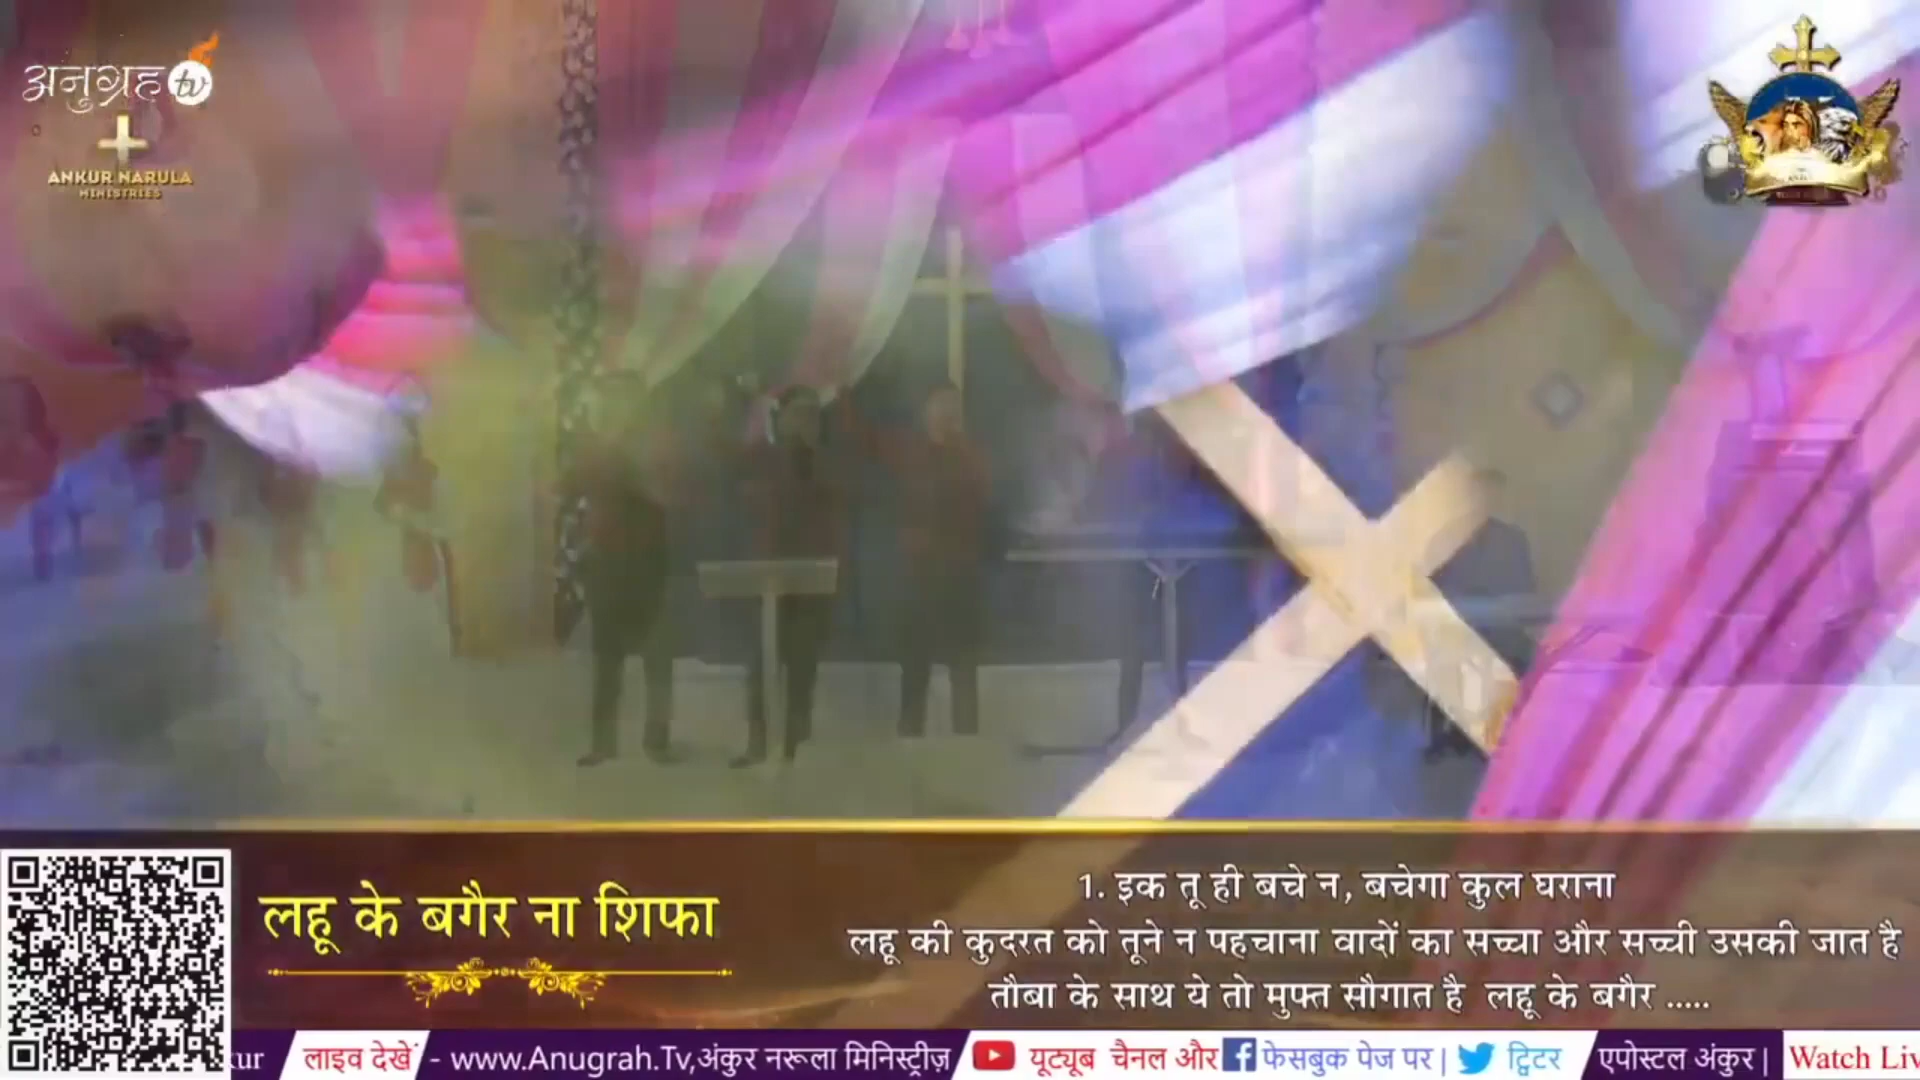 अनुग्रह tv
ANKUR NARULA
MINISTRIES
लहू के बगैर ना शिफा
1. इक तू ही बचे न, बचेगा कुल घराना
लहू की कुदरत को तूने न पहचाना वादों का सच्चा और सच्ची उसकी जात है
तौबा के साथ ये तो मुफ्त सौगात है लहू के बगैर .....
kur लाइव देखें - www.Anugrah.Tv,अंकुर नरूला मिनिस्ट्रीज़ यूट्यूब चैनल और फेसबुक पेज पर | ट्विटर एपोस्टल अंकुर | Watch Liv